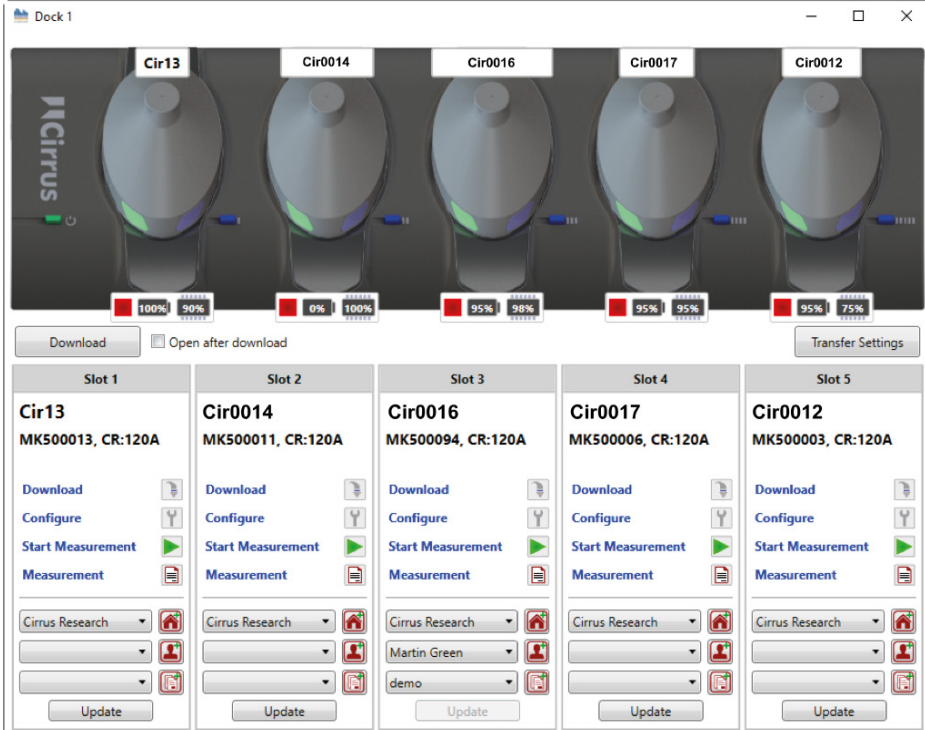 Dock 1
Cir13 Cir0014 Cir0016 Cir0017 Cir0012
Cirrus
100% 90% 0% 100% 95% 98% 95% 95% 95% 75%
Download Open after download Transfer Settings
Slot 1 Slot 2 Slot 3 Slot 4 Slot 5
Cir13 Cir0014 Cir0016 Cir0017 Cir0012
MK500013, CR:120A MK500011, CR:120A MK500094, CR:120A MK500006, CR:120A MK500003, CR:120A
Download Download Download Download Download
Configure Configure Configure Configure Configure
Start Measurement Start Measurement Start Measurement Start Measurement Start Measurement
Measurement Measurement Measurement Measurement Measurement
Cirrus Research Cirrus Research Cirrus Research Cirrus Research Cirrus Research
Martin Green
demo
Update Update Update Update Update